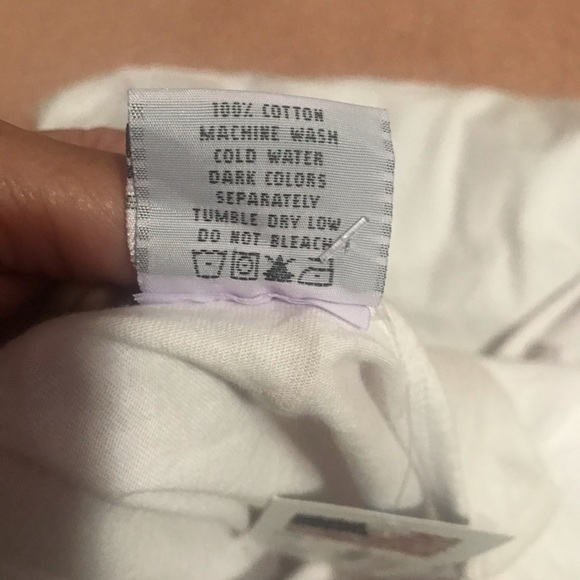 100% COTTON
MACHINE WASH
COLD WATER
DARK COLORS
SEPARATELY
TUMBLE DRY LOW
DO NOT BLEACH